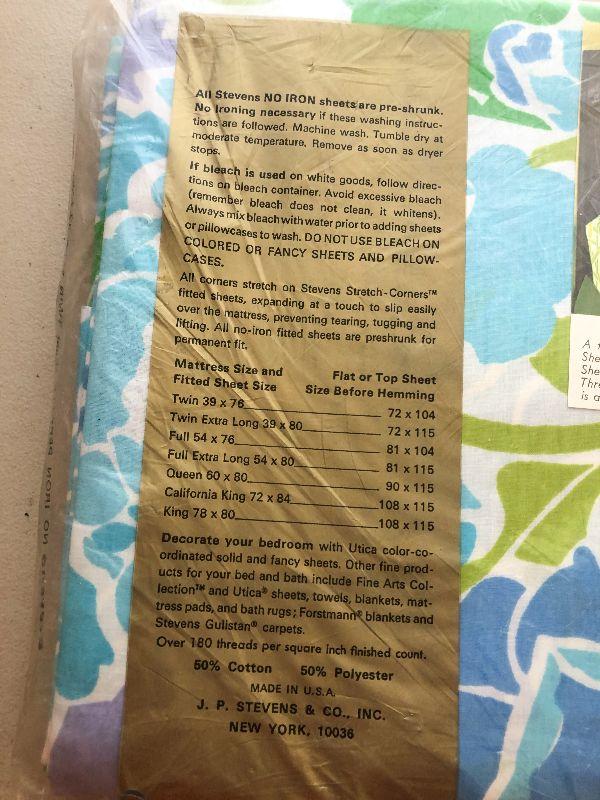 All Stevens NO IRON sheets are pre-shrunk.
No Ironing necessary if these washing instruc-
tions are followed. Machine wash. Tumble dry at
moderate temperature. Remove as soon as dryer
stops.
If bleach is used on white goods, follow direc-
tions on bleach container. Avoid excessive bleach
(remember bleach does not clean, it whitens).
Always mix bleach with water prior to adding sheets
or pillowcases to wash. DO NOT USE BLEACH ON
COLORED OR FANCY SHEETS AND PILLOW-
CASES.
All corners stretch on Stevens Stretch-Corners™
fitted sheets, expanding at a touch to slip easily
over the mattress, preventing tearing, tugging and
lifting. All no-iron fitted sheets are preshrunk for
permanent fit.
Mattress Size and Flat or Top Sheet
Fitted Sheet Size Size Before Hemming
Twin 39 x 76 72 x 104
Twin Extra Long 39 x 80 72 x 115
Full 54 x 76 81 x 104
Full Extra Long 54 x 80 81 x 115
Queen 60 x 80 90 x 115
California King 72 x 84 108 x 115
King 78 x 80 108 x 115
Decorate your bedroom with Utica color-co-
ordinated solid and fancy sheets. Other fine prod-
ucts for your bed and bath include Fine Arts Col-
lection™ and Utica® sheets, towels, blankets, mat-
tress pads, and bath rugs; Forstmann® blankets and
Stevens Gulistan® carpets.
Over 180 threads per square inch finished count.
50% Cotton 50% Polyester
MADE IN U.S.A.
J. P. STEVENS & CO., INC.
NEW YORK, 10036
A
She
She
Thre
is a
NO IRON